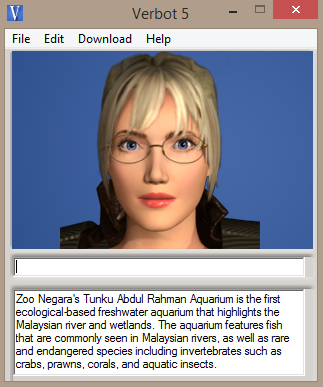 V Verbot 5
File Edit Download Help
Zoo Negara's Tunku Abdul Rahman Aquarium is the first
ecological-based freshwater aquarium that highlights the
Malaysian river and wetlands. The aquarium features fish
that are commonly seen in Malaysian rivers, as well as rare
and endangered species including invertebrates such as
crabs, prawns, corals, and aquatic insects.